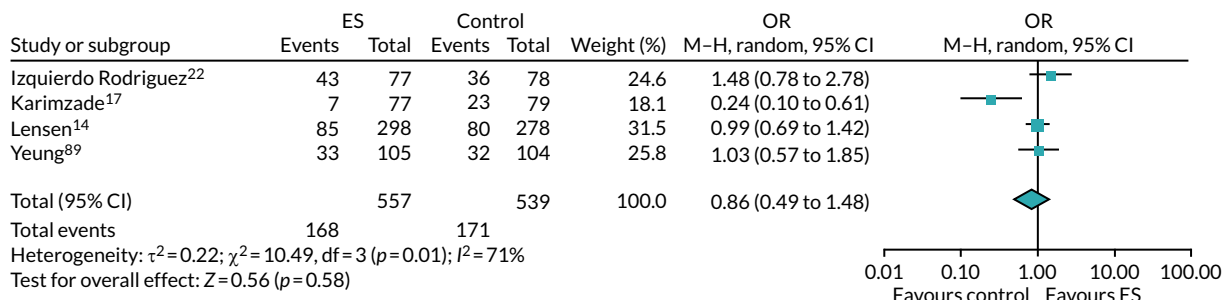 ES Control OR OR
Study or subgroup Events Total Events Total Weight (%) M–H, random, 95% CI M–H, random, 95% CI
Izquierdo Rodriguez22 43 77 36 78 24.6 1.48 (0.78 to 2.78)
Karimzade17 7 77 23 79 18.1 0.24 (0.10 to 0.61)
Lensen14 85 298 80 278 31.5 0.99 (0.69 to 1.42)
Yeung89 33 105 32 104 25.8 1.03 (0.57 to 1.85)
Total (95% CI) 557 539 100.0 0.86 (0.49 to 1.48)
Total events 168 171
Heterogeneity: τ2=0.22; χ2=10.49, df=3 (p=0.01); I2=71%
Test for overall effect: Z=0.56 (p=0.58)
0.01 0.10 1.00 10.00 100.00
Favours control Favours ES